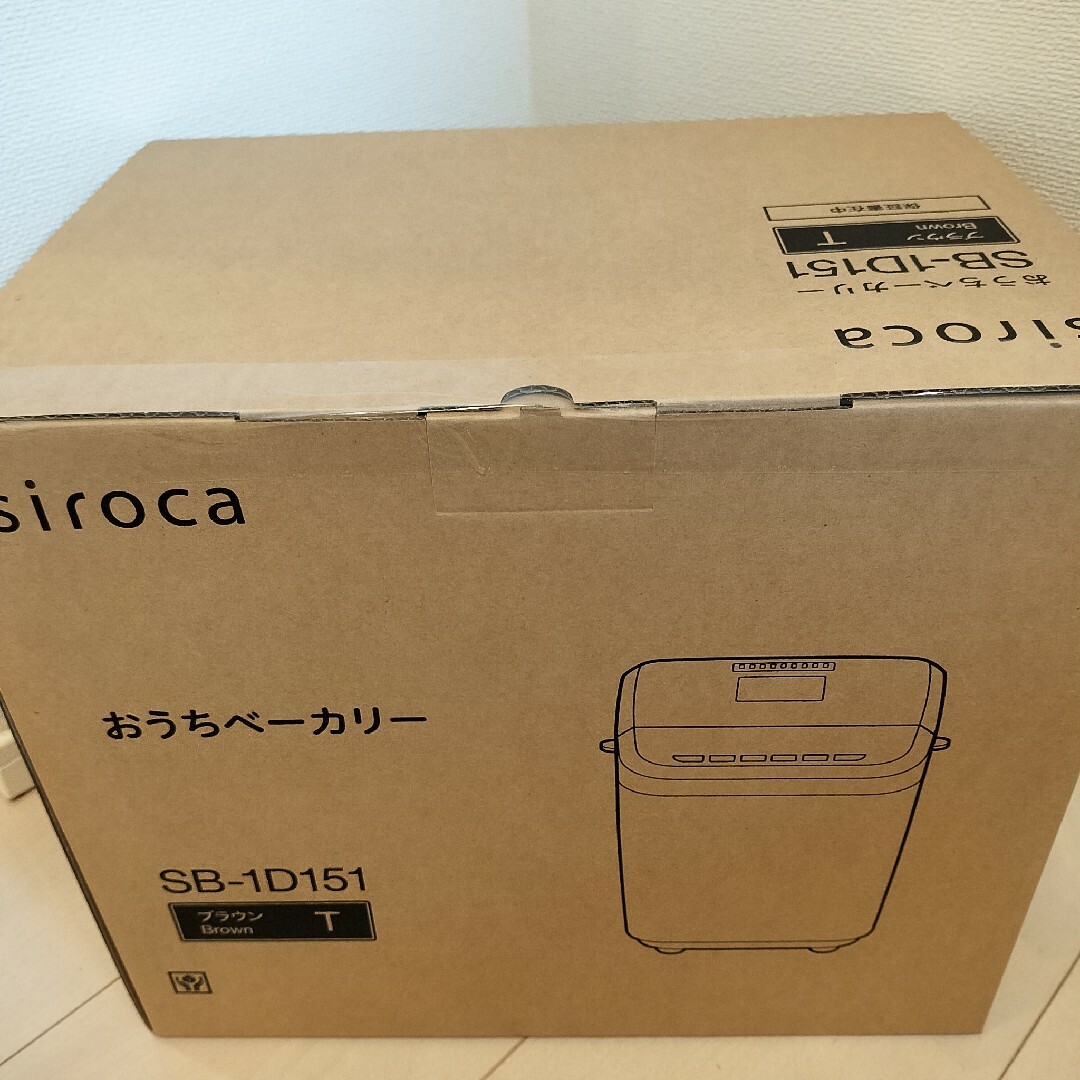 保証書在中
ブラウン
Brown
T
SB-1D151
おうちベーカリー
siroca
siroca
おうちベーカリー
SB-1D151
ブラウン
Brown
T